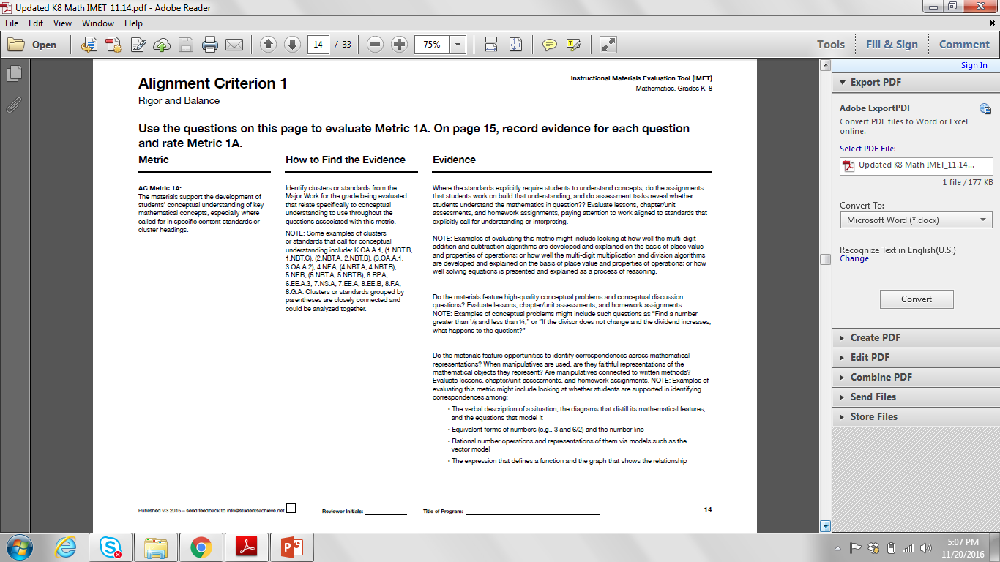 Updated K8 Math IMET_11.14.pdf - Adobe Reader
File Edit View Window Help
Open 14 / 33 75% Tools Fill & Sign Comment
Sign In
Export PDF
Adobe ExportPDF
Convert PDF files to Word or Excel
online.
Select PDF File:
Updated K8 Math IMET_11.14...
1 file / 177 KB
Convert To:
Microsoft Word (*.docx)
Recognize Text in English(U.S.)
Change
Convert
Create PDF
Edit PDF
Combine PDF
Send Files
Store Files
Alignment Criterion 1
Rigor and Balance
Instructional Materials Evaluation Tool (IMET)
Mathematics, Grades K–8
Use the questions on this page to evaluate Metric 1A. On page 15, record evidence for each question
and rate Metric 1A.
Metric
AC Metric 1A:
The materials support the development of
students' conceptual understanding of key
mathematical concepts, especially where
called for in specific content standards or
cluster headings.
How to Find the Evidence
Identify clusters or standards from the
Major Work for the grade being evaluated
that relate specifically to conceptual
understanding to use throughout the
questions associated with this metric.
NOTE: Some examples of clusters
or standards that call for conceptual
understanding include: K.OA.A.1, (1.NBT.B,
1.NBT.C), (2.NBT.A, 2.NBT.B), (3.OA.A.1,
3.OA.A.2), 4.NF.A, (4.NBT.A, 4.NBT.B),
5.NF.B, (5.NBT.A, 5.NBT.B), 6.RP.A,
6.EE.A.3, 7.NS.A, 7.EE.A, 8.EE.B, 8.F.A,
8.G.A. Clusters or standards grouped by
parentheses are closely connected and
could be analyzed together.
Evidence
Where the standards explicitly require students to understand concepts, do the assignments
that students work on build that understanding, and do assessment tasks reveal whether
students understand the mathematics in question?? Evaluate lessons, chapter/unit
assessments, and homework assignments, paying attention to work aligned to standards that
explicitly call for understanding or interpreting.
NOTE: Examples of evaluating this metric might include looking at how well the multi-digit
addition and subtraction algorithms are developed and explained on the basis of place value
and properties of operations; or how well the multi-digit multiplication and division algorithms
are developed and explained on the basis of place value and properties of operations; or how
well solving equations is presented and explained as a process of reasoning.
Do the materials feature high-quality conceptual problems and conceptual discussion
questions? Evaluate lessons, chapter/unit assessments, and homework assignments.
NOTE: Examples of conceptual problems might include such questions as “Find a number
greater than ¹/₅ and less than ¼,” or “If the divisor does not change and the dividend increases,
what happens to the quotient?”
Do the materials feature opportunities to identify correspondences across mathematical
representations? When manipulatives are used, are they faithful representations of the
mathematical objects they represent? Are manipulatives connected to written methods?
Evaluate lessons, chapter/unit assessments, and homework assignments. NOTE: Examples of
evaluating this metric might include looking at whether students are supported in identifying
correspondences among:
• The verbal description of a situation, the diagrams that distill its mathematical features,
and the equations that model it
• Equivalent forms of numbers (e.g., 3 and 6/2) and the number line
• Rational number operations and representations of them via models such as the
vector model
• The expression that defines a function and the graph that shows the relationship
Published v.3 2015 – send feedback to info@studentsachieve.net Reviewer Initials: Title of Program: 14
5:07 PM
11/20/2016